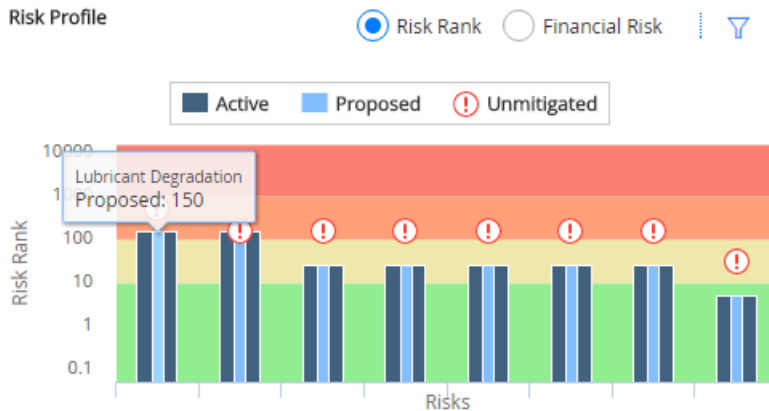 Risk Profile
Risk Rank
Financial Risk
Active
Proposed
Unmitigated
10000
Lubricant Degradation
Proposed: 150
1000
100
10
1
0.1
Risk Rank
Risks